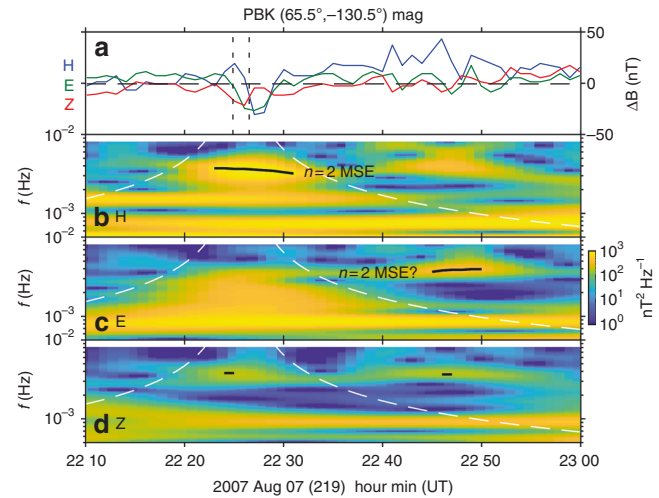 PBK (65.5°,–130.5°) mag
a
H
E
Z
50
0
–50
ΔB (nT)
10⁻²
f (Hz)
10⁻³
b H
n = 2 MSE
10⁻²
f (Hz)
10⁻³
c E
n = 2 MSE?
10³
10²
10¹
10⁰
nT² Hz⁻¹
10⁻²
f (Hz)
10⁻³
d Z
22 10 22 20 22 30 22 40 22 50 23 00
2007 Aug 07 (219) hour min (UT)